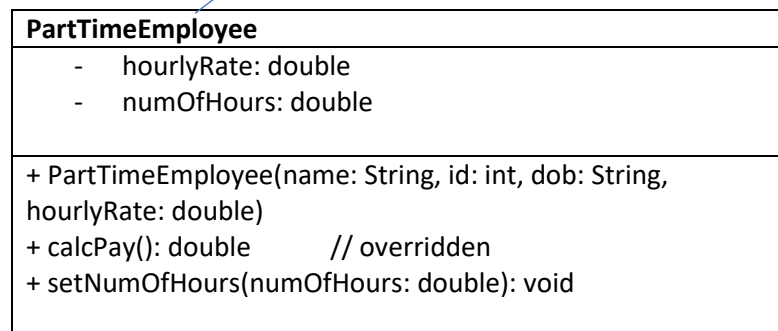 PartTimeEmployee
- hourlyRate: double
- numOfHours: double
+ PartTimeEmployee(name: String, id: int, dob: String,
hourlyRate: double)
+ calcPay(): double // overridden
+ setNumOfHours(numOfHours: double): void